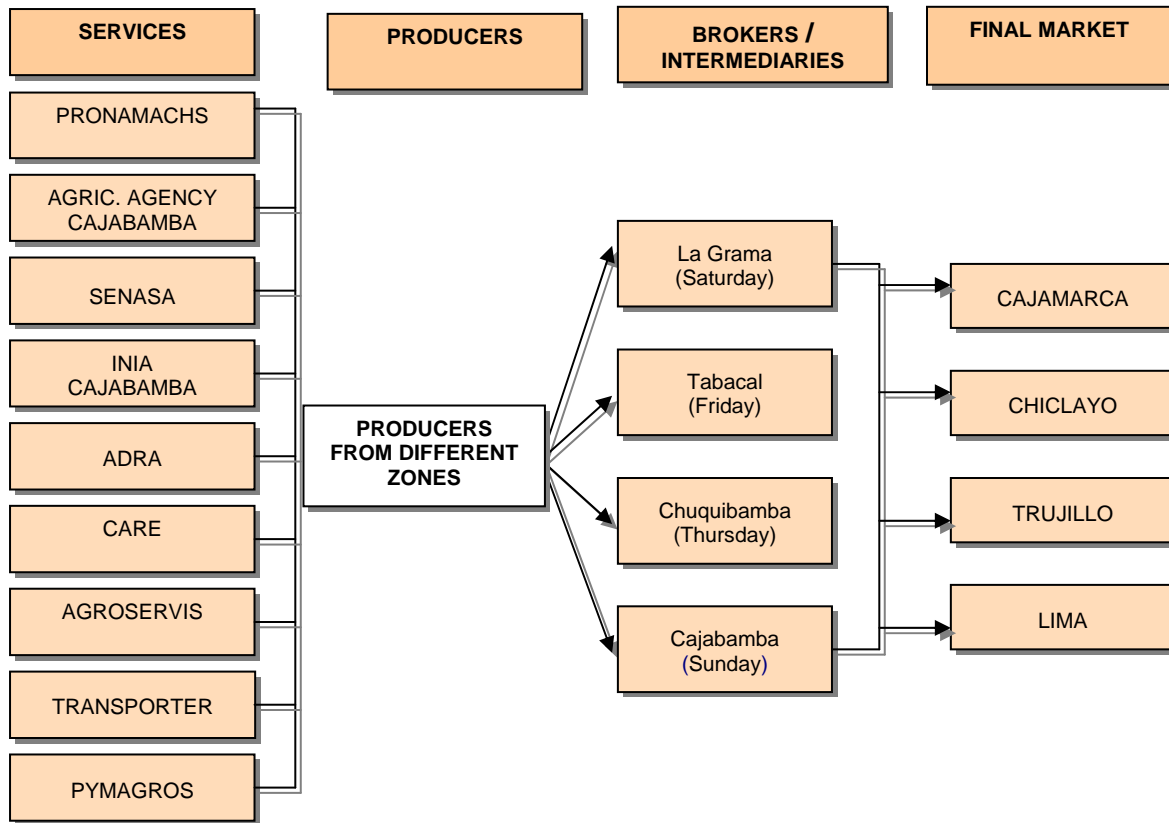 SERVICES
PRODUCERS
BROKERS /
INTERMEDIARIES
FINAL MARKET
PRONAMACHS
AGRIC. AGENCY
CAJABAMBA
SENASA
INIA
CAJABAMBA
ADRA
CARE
AGROSERVIS
TRANSPORTER
PYMAGROS
PRODUCERS
FROM DIFFERENT
ZONES
La Grama
(Saturday)
Tabacal
(Friday)
Chuquibamba
(Thursday)
Cajabamba
(Sunday)
CAJAMARCA
CHICLAYO
TRUJILLO
LIMA